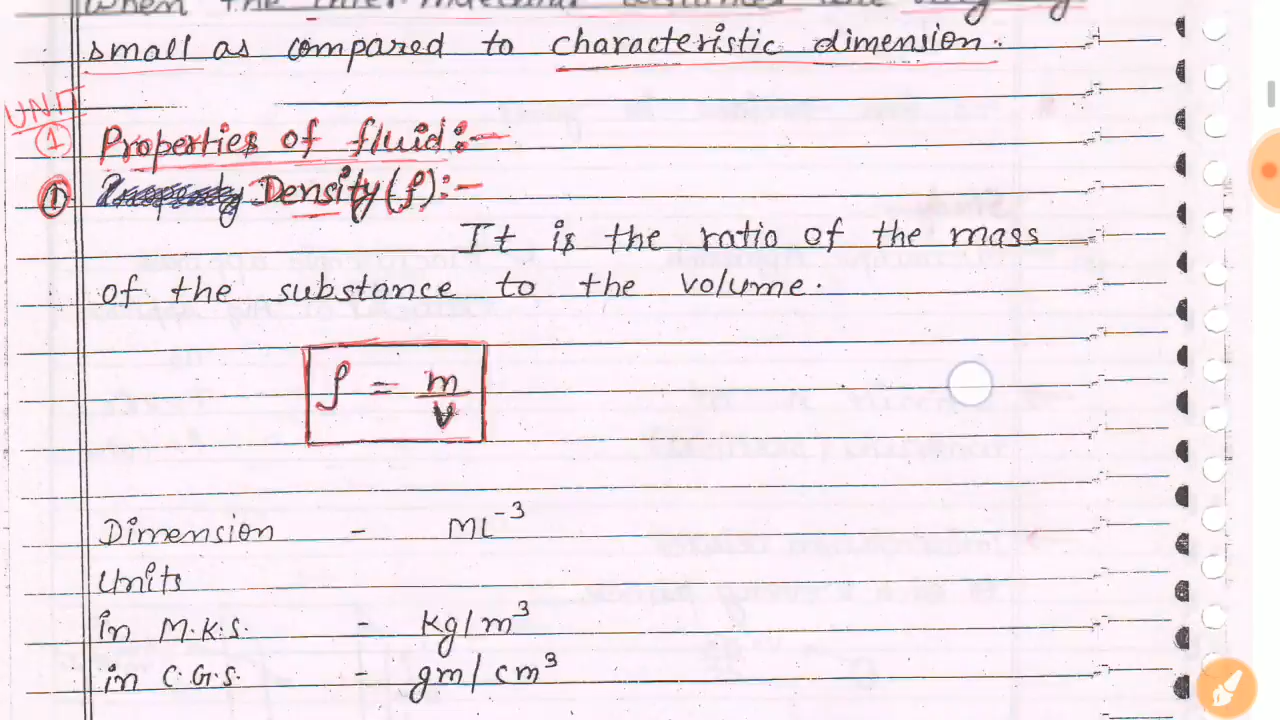 small as compared to characteristic dimension.
UNIT
① Properties of fluid:-
① Density (ρ):-
It is the ratio of the mass
of the substance to the volume.
ρ = m/v
Dimension - ML⁻³
Units
in M.K.S. - kg/m³
in C.G.S. - gm/cm³